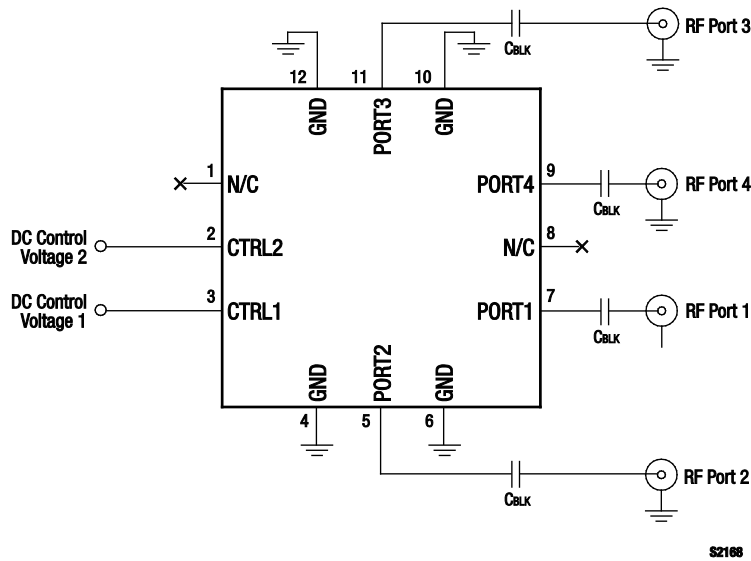 RF Port 3
CBLK
12
11
10
GND
PORT3
GND
1
N/C
9
PORT4
CBLK
RF Port 4
DC Control
Voltage 2
2
CTRL2
8
N/C
DC Control
Voltage 1
3
CTRL1
7
PORT1
CBLK
RF Port 1
GND
PORT2
GND
4
5
6
CBLK
RF Port 2
S2168